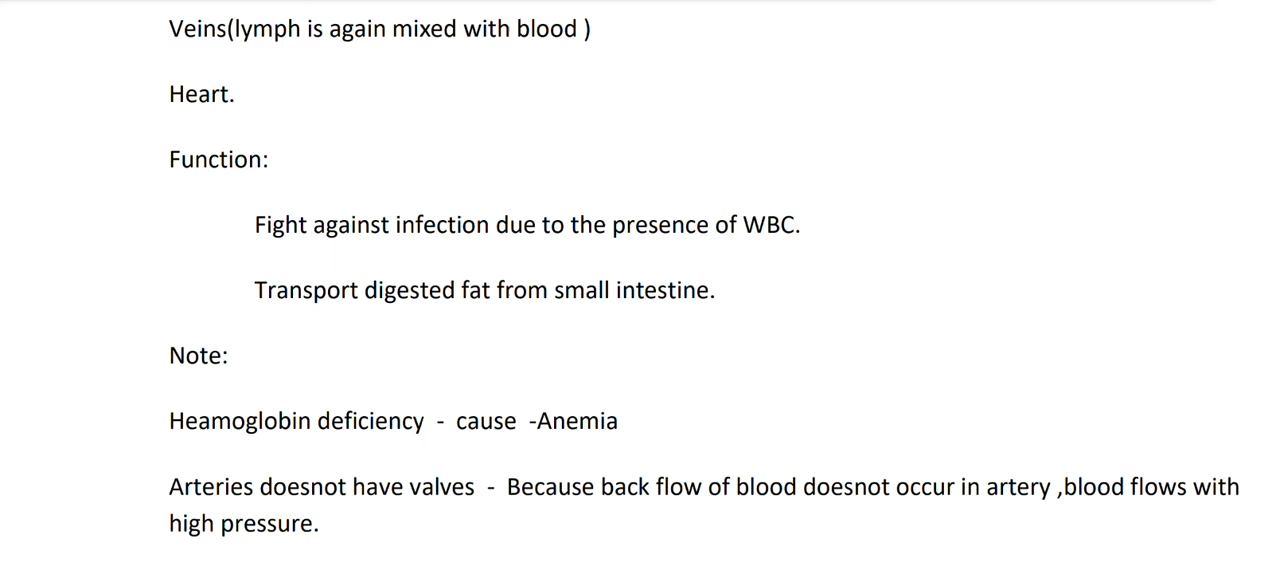 Veins(lymph is again mixed with blood )
Heart.
Function:
Fight against infection due to the presence of WBC.
Transport digested fat from small intestine.
Note:
Heamoglobin deficiency  -  cause  -Anemia
Arteries doesnot have valves  -  Because back flow of blood doesnot occur in artery ,blood flows with
high pressure.